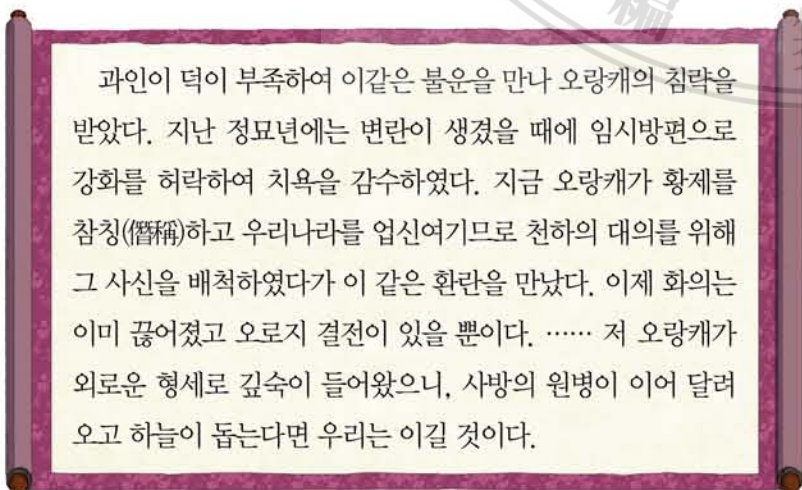 과인이 덕이 부족하여 이같은 불운을 만나 오랑캐의 침략을
받았다. 지난 정묘년에는 변란이 생겼을 때에 임시방편으로
강화를 허락하여 치욕을 감수하였다. 지금 오랑캐가 황제를
참칭(僭稱)하고 우리나라를 업신여기므로 천하의 대의를 위해
그 사신을 배척하였다가 이 같은 환란을 만났다. 이제 화의는
이미 끊어졌고 오로지 결전이 있을 뿐이다. …… 저 오랑캐가
외로운 형세로 깊숙이 들어왔으니, 사방의 원병이 이어 달려
오고 하늘이 돕는다면 우리는 이길 것이다.